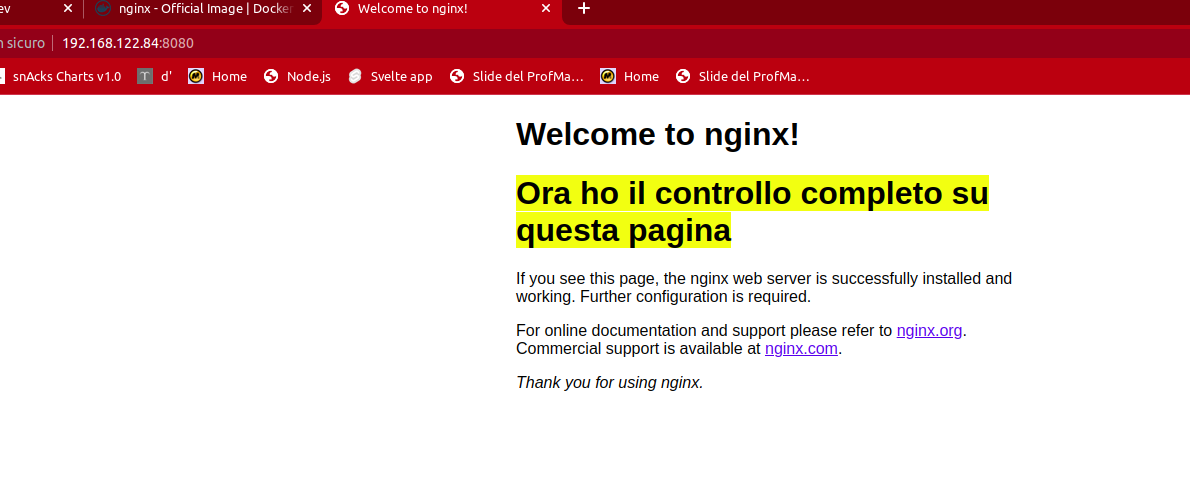 ev nginx - Official Image | Docker Welcome to nginx!
sicuro 192.168.122.84:8080
snAcks Charts v1.0 d' Home Node.js Svelte app Slide del ProfMa… Home Slide del ProfMa…
Welcome to nginx!
Ora ho il controllo completo su
questa pagina
If you see this page, the nginx web server is successfully installed and
working. Further configuration is required.
For online documentation and support please refer to nginx.org.
Commercial support is available at nginx.com.
Thank you for using nginx.